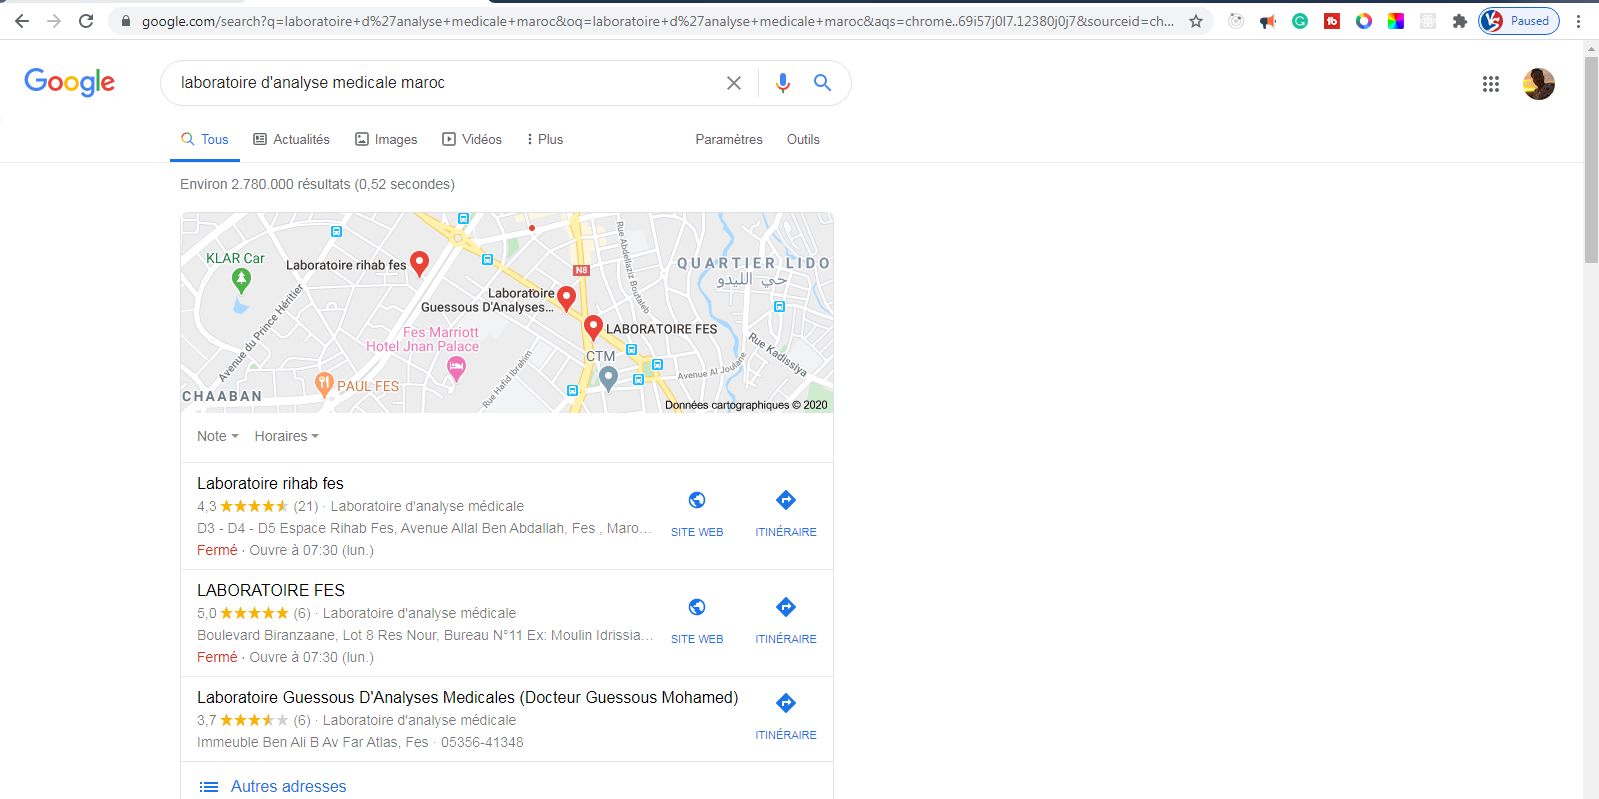 google.com/search?q=laboratoire+d%27analyse+medicale+maroc&oq=laboratoire+d%27analyse+medicale+maroc&aqs=chrome..69i57j0l7.12380j0j7&sourceid=ch...
Paused
Google
laboratoire d'analyse medicale maroc
Tous
Actualités
Images
Vidéos
Plus
Paramètres
Outils
Environ 2.780.000 résultats (0,52 secondes)
KLAR Car
Laboratoire rihab fes
N8
Rue Abdellaziz Boutaleb
QUARTIER LIDO
حي الليدو
Laboratoire
Guessous D'Analyses...
Avenue du Prince Héritier
LABORATOIRE FES
Fes Marriott
Hotel Jnan Palace
CTM
Rue Kadissiya
Avenue Al Joulane
Rue Hafid Ibrahim
PAUL FES
CHAABAN
Données cartographiques © 2020
Note
Horaires
Laboratoire rihab fes
4,3 (21) · Laboratoire d'analyse médicale
D3 - D4 - D5 Espace Rihab Fes, Avenue Allal Ben Abdallah, Fes , Maro...
Fermé · Ouvre à 07:30 (lun.)
SITE WEB
ITINÉRAIRE
LABORATOIRE FES
5,0 (6) · Laboratoire d'analyse médicale
Boulevard Biranzaane, Lot 8 Res Nour, Bureau N°11 Ex: Moulin Idrissia...
Fermé · Ouvre à 07:30 (lun.)
SITE WEB
ITINÉRAIRE
Laboratoire Guessous D'Analyses Medicales (Docteur Guessous Mohamed)
3,7 (6) · Laboratoire d'analyse médicale
Immeuble Ben Ali B Av Far Atlas, Fes · 05356-41348
ITINÉRAIRE
Autres adresses